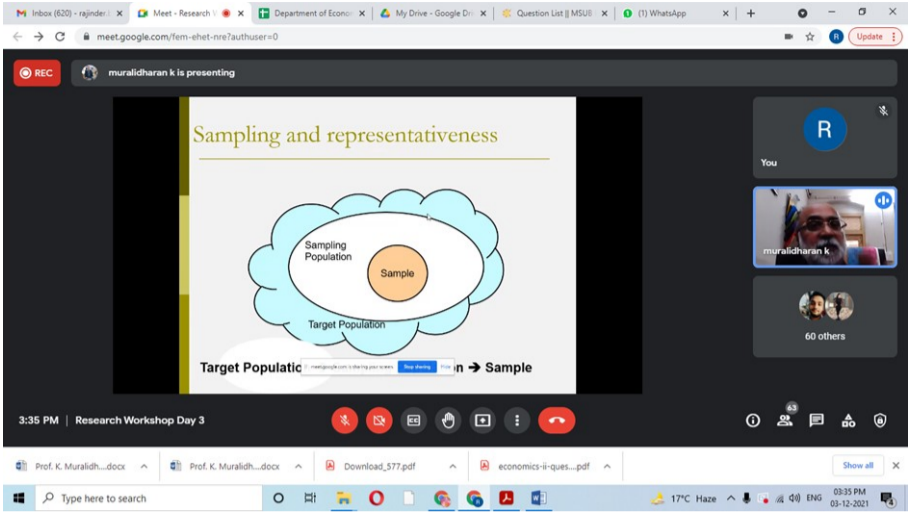 Inbox (620) - rajinder.
Meet - Research
Department of Econo
My Drive - Google Dri
Question List || MSUB
(1) WhatsApp
meet.google.com/fem-ehet-nre?authuser=0
R
Update
REC
muralidharan k is presenting
Sampling and representativeness
Sampling
Population
Sample
Target Population
Target Populatio
n → Sample
meet.google.com is sharing your screen.
Stop sharing
Hide
R
You
muralidharan k
60 others
3:35 PM | Research Workshop Day 3
CC
63
Prof. K. Muralidh....docx
Prof. K. Muralidh....docx
Download_577.pdf
economics-ii-ques....pdf
Show all
Type here to search
17°C Haze
ENG
03:35 PM
03-12-2021
4